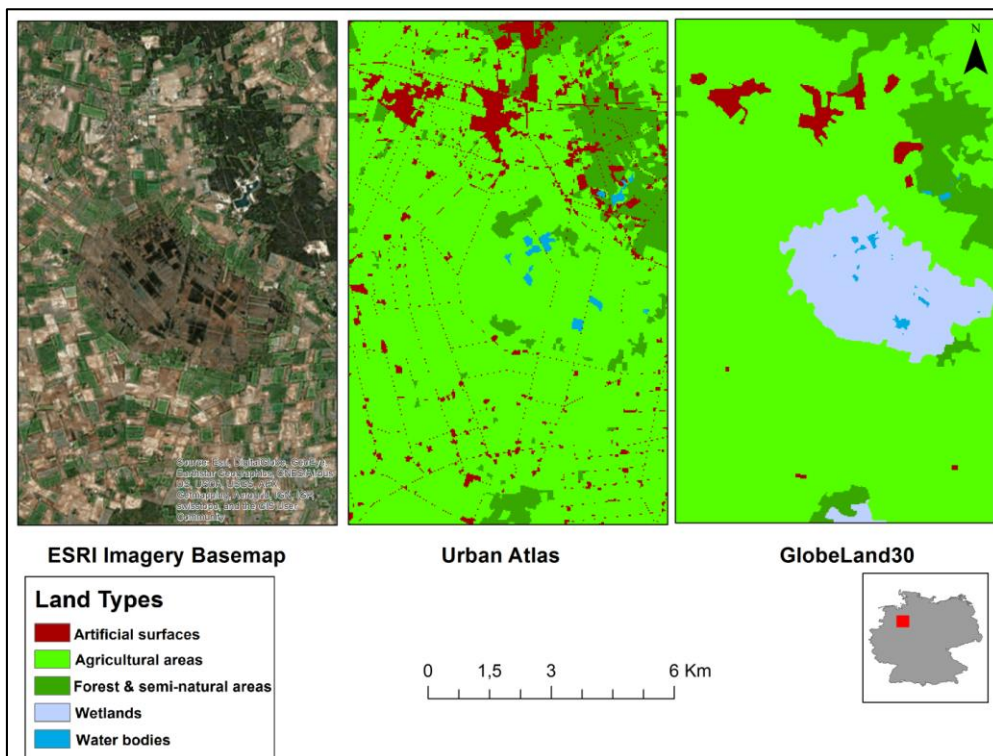 N
Source: Esri, DigitalGlobe, GeoEye,
Earthstar Geographics, CNES/Airbus
DS, USDA, USGS, AEX,
Getmapping, Aerogrid, IGN, IGP,
swisstopo, and the GIS User
Community
ESRI Imagery Basemap
Urban Atlas
GlobeLand30
Land Types
Artificial surfaces
Agricultural areas
Forest & semi-natural areas
Wetlands
Water bodies
0 1,5 3 6 Km